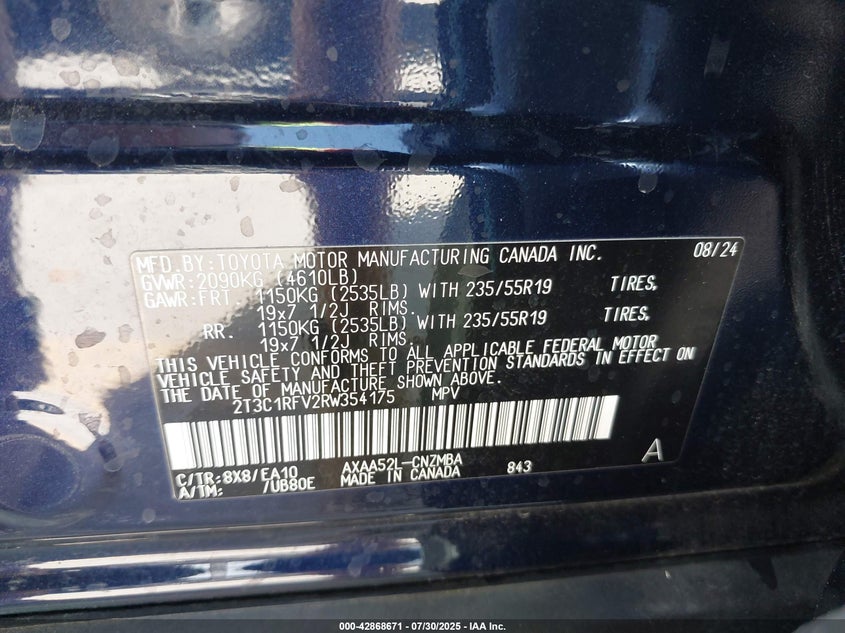 MFD.BY:TOYOTA MOTOR MANUFACTURING CANADA INC. 08/24
GVWR:2090KG (4610LB)
GAWR:FRT. 1150KG (2535LB) WITH 235/55R19 TIRES,
19x7 1/2J RIMS.
RR. 1150KG (2535LB) WITH 235/55R19 TIRES,
19x7 1/2J RIMS.
THIS VEHICLE CONFORMS TO ALL APPLICABLE FEDERAL MOTOR
VEHICLE SAFETY AND THEFT PREVENTION STANDARDS IN EFFECT ON
THE DATE OF MANUFACTURE SHOWN ABOVE.
2T3C1RFV2RW354175 MPV
C/TR:8X8/EA10 AXAA52L-CNZMBA A
A/TM: /UB80E MADE IN CANADA 843
000-42868671 | 07/30/2025 - IAA Inc.